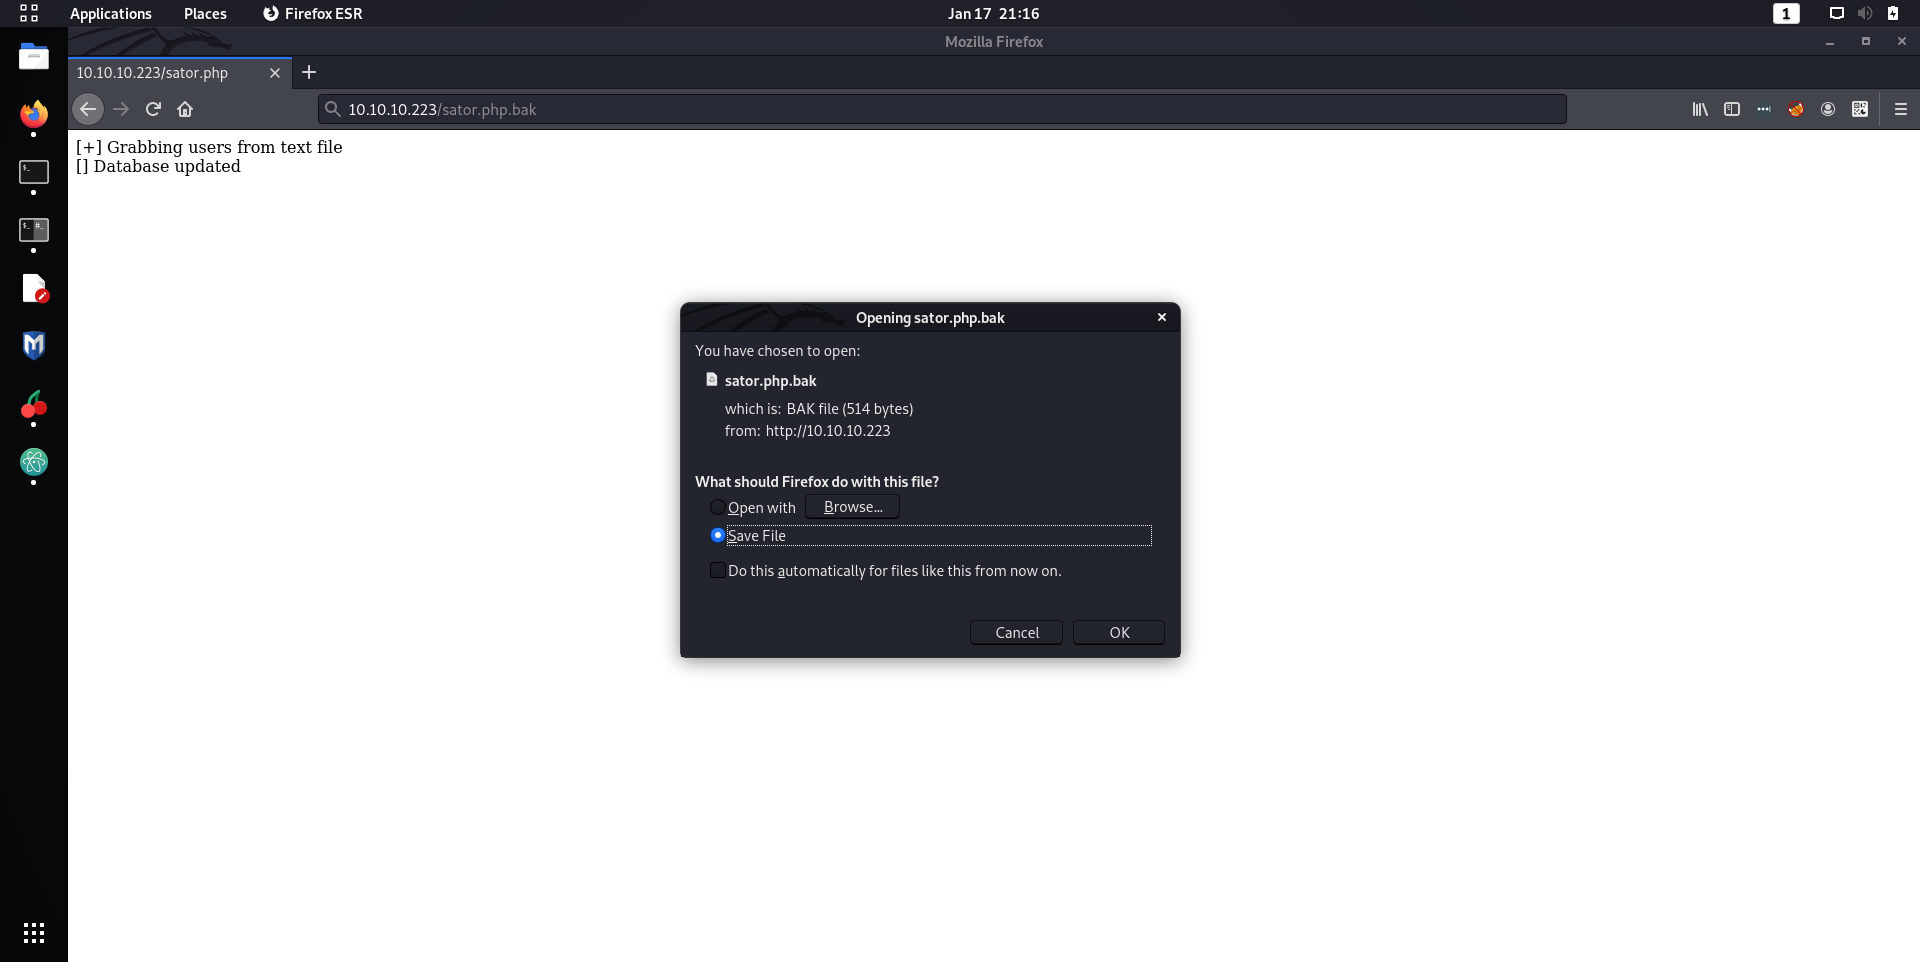 Applications Places Firefox ESR Jan 17 21:16 1
Mozilla Firefox
10.10.10.223/sator.php
10.10.10.223/sator.php.bak
[+] Grabbing users from text file
[] Database updated
Opening sator.php.bak
You have chosen to open:
sator.php.bak
which is: BAK file (514 bytes)
from: http://10.10.10.223
What should Firefox do with this file?
Open with Browse...
Save File
Do this automatically for files like this from now on.
Cancel OK